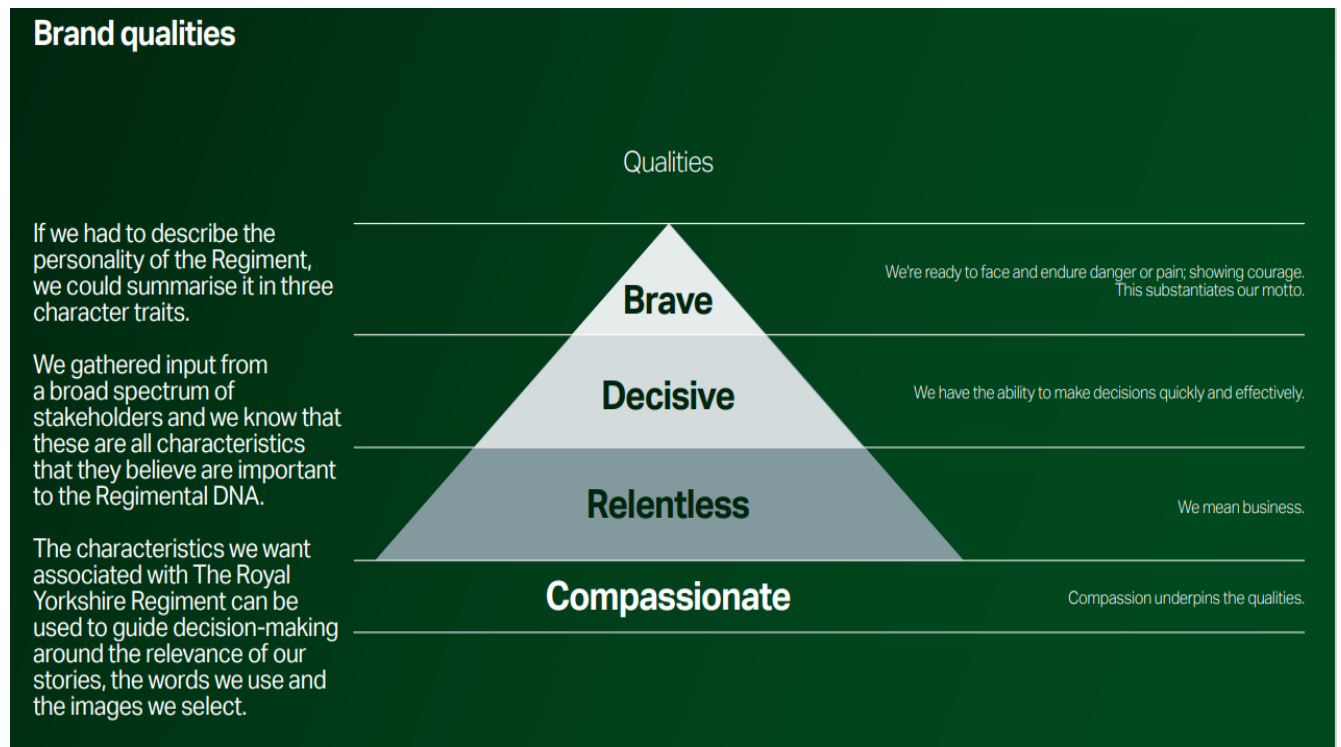 Brand qualities
If we had to describe the
personality of the Regiment,
we could summarise it in three
character traits.
We gathered input from
a broad spectrum of
stakeholders and we know that
these are all characteristics
that they believe are important
to the Regimental DNA.
The characteristics we want
associated with The Royal
Yorkshire Regiment can be
used to guide decision-making
around the relevance of our
stories, the words we use and
the images we select.
Qualities
Brave
We're ready to face and endure danger or pain; showing courage.
This substantiates our motto.
Decisive
We have the ability to make decisions quickly and effectively.
Relentless
We mean business.
Compassionate
Compassion underpins the qualities.